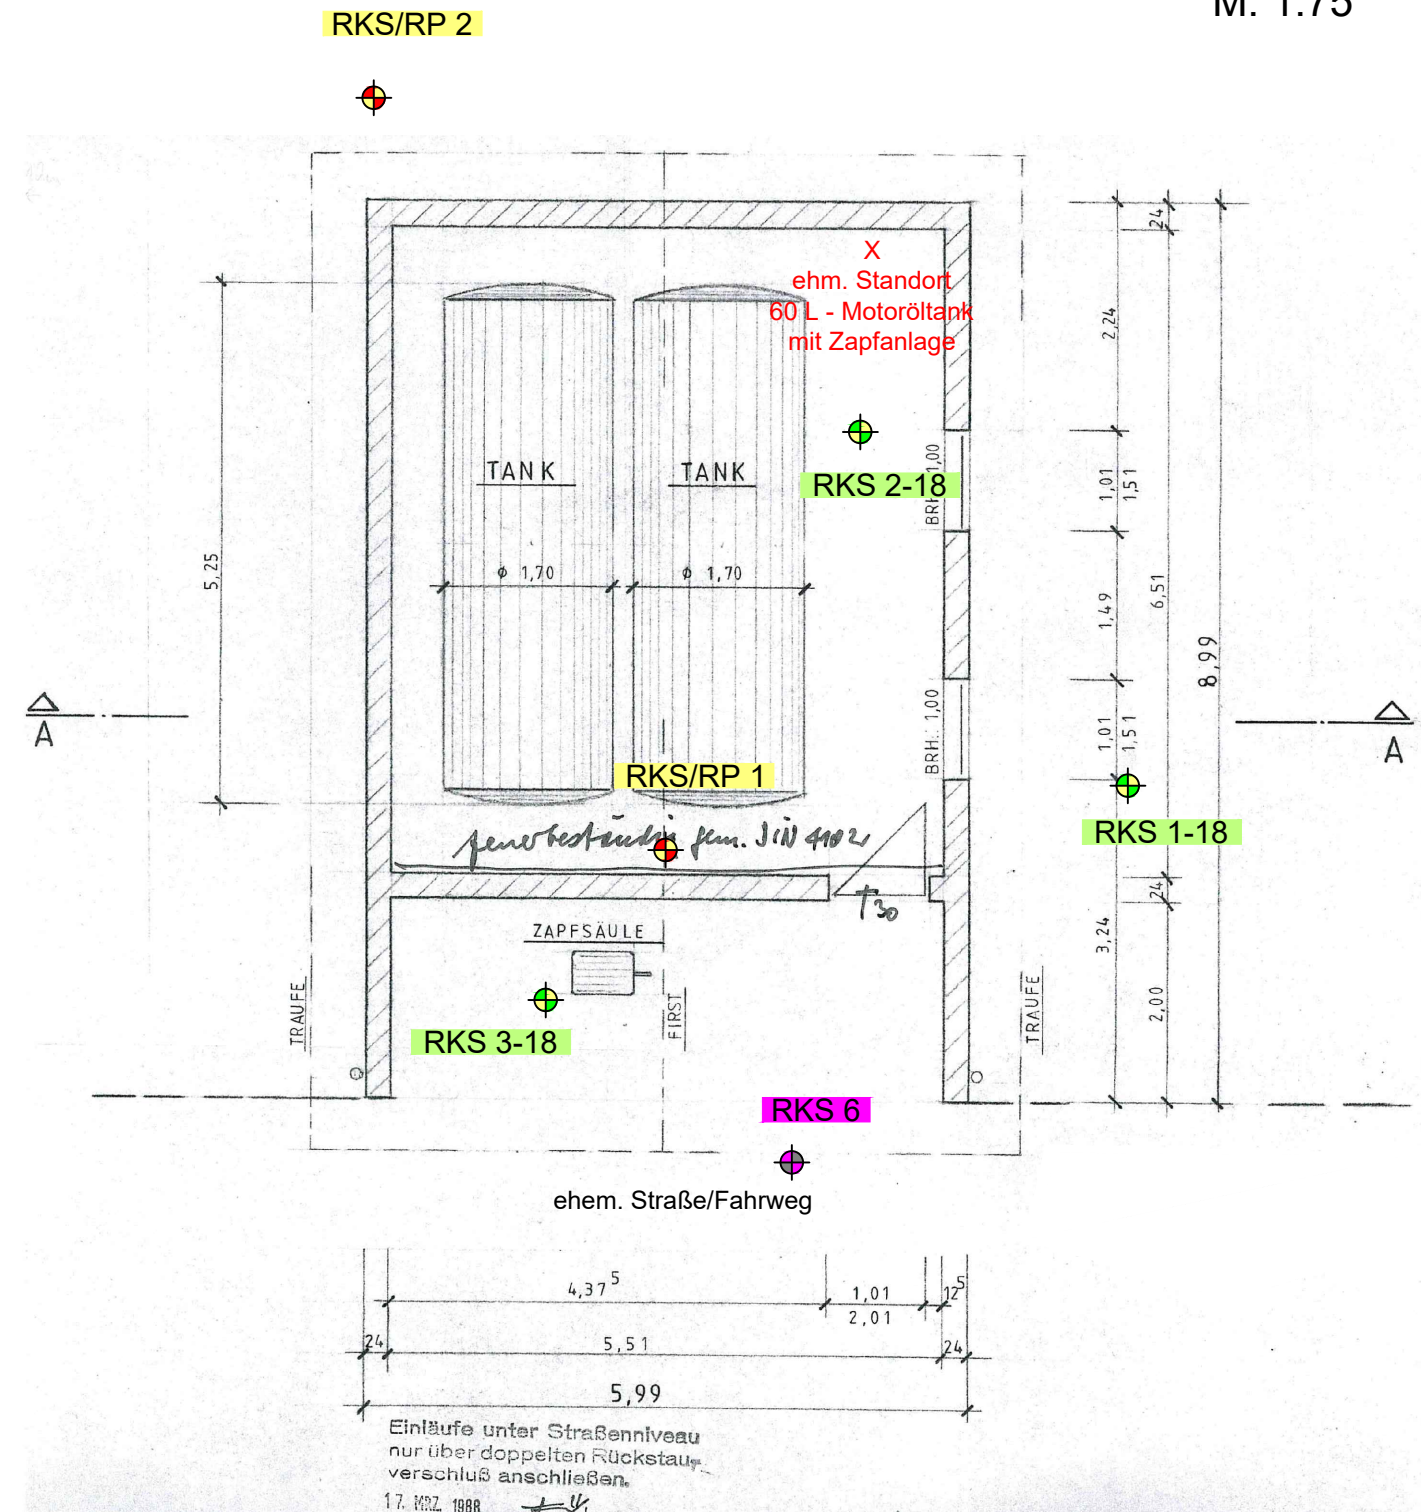 M. 1:75
RKS/RP 2
24
X
ehm. Standort
60 L - Motoröltank
mit Zapfanlage
2,24
TANK
TANK
BRH. 1,00
RKS 2-18
1,01
1,51
5,25
ø 1,70
ø 1,70
1,49
6,51
8,99
A
A
BRH. 1,00
1,01
1,51
RKS/RP 1
RKS 1-18
feuerbeständig gem. DIN 4102
24
T30
ZAPFSÄULE
3,24
2,00
TRAUFE
FIRST
TRAUFE
RKS 3-18
RKS 6
ehem. Straße/Fahrweg
4,37⁵
1,01
12⁵
2,01
24
5,51
24
5,99
Einläufe unter Straßenniveau
nur über doppelten Rückstau-
verschluß anschließen.
17. MRZ. 1988